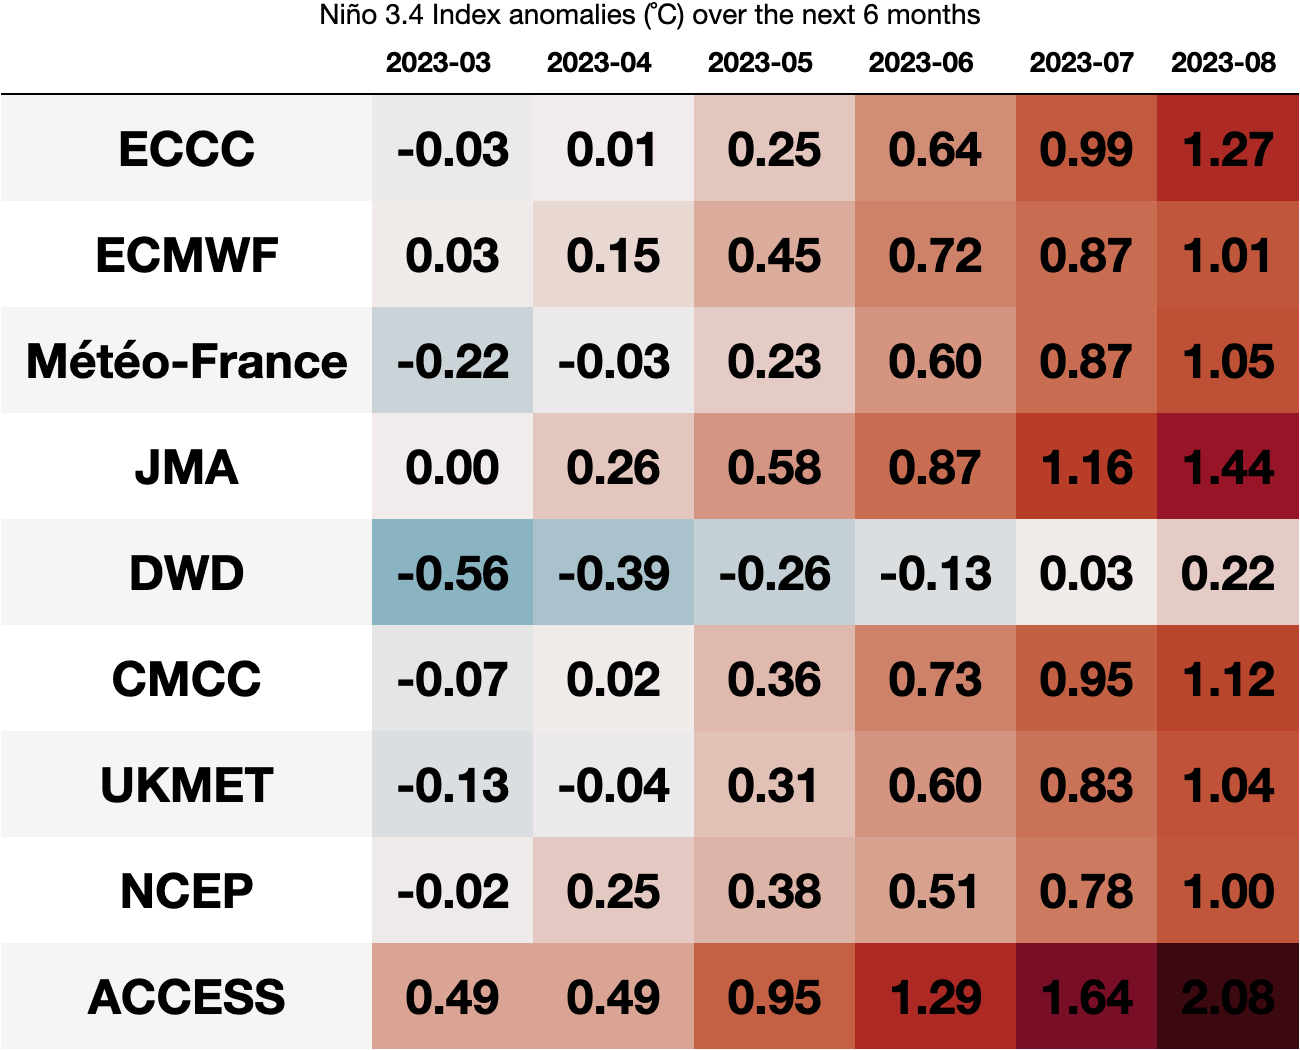 Niño 3.4 Index anomalies (℃) over the next 6 months
2023-03 2023-04 2023-05 2023-06 2023-07 2023-08
ECCC -0.03 0.01 0.25 0.64 0.99 1.27
ECMWF 0.03 0.15 0.45 0.72 0.87 1.01
Météo-France -0.22 -0.03 0.23 0.60 0.87 1.05
JMA 0.00 0.26 0.58 0.87 1.16 1.44
DWD -0.56 -0.39 -0.26 -0.13 0.03 0.22
CMCC -0.07 0.02 0.36 0.73 0.95 1.12
UKMET -0.13 -0.04 0.31 0.60 0.83 1.04
NCEP -0.02 0.25 0.38 0.51 0.78 1.00
ACCESS 0.49 0.49 0.95 1.29 1.64 2.08